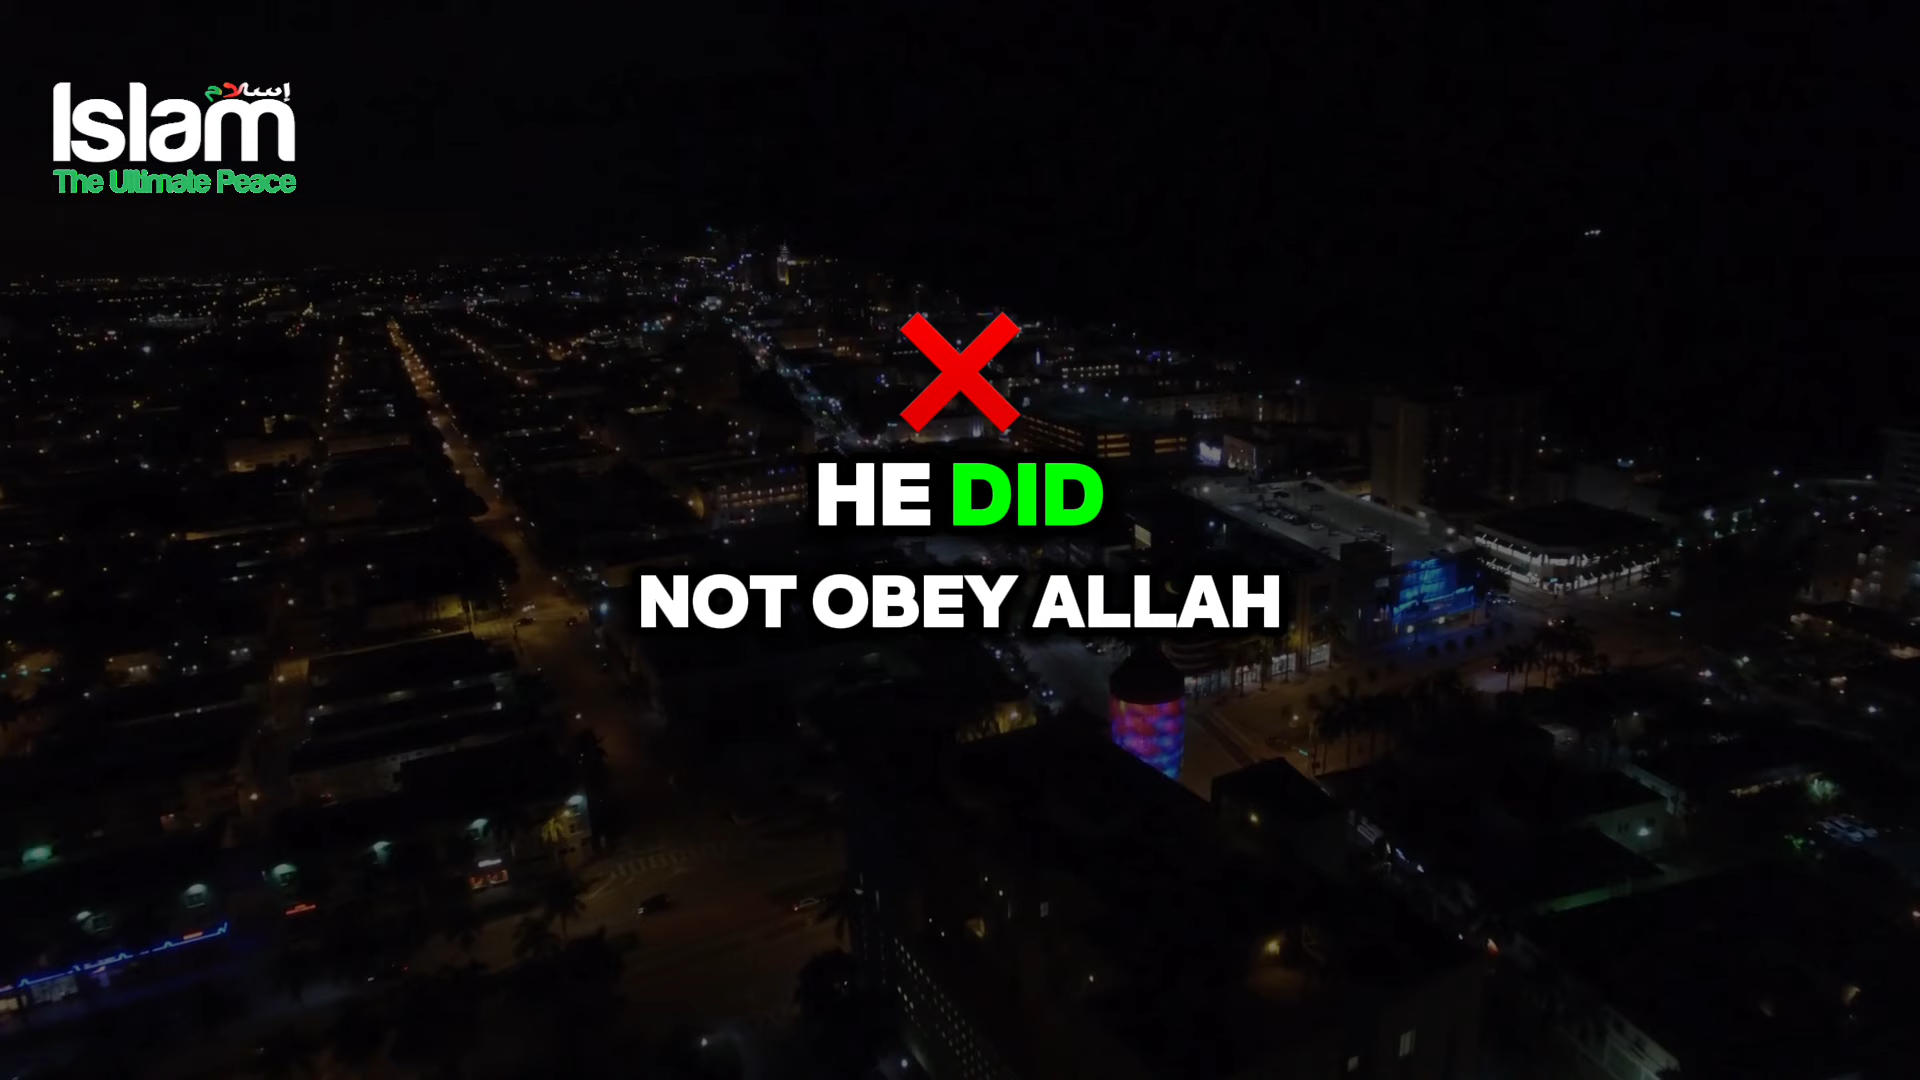 إسلام
Islam
The Ultimate Peace
HE DID
NOT OBEY ALLAH